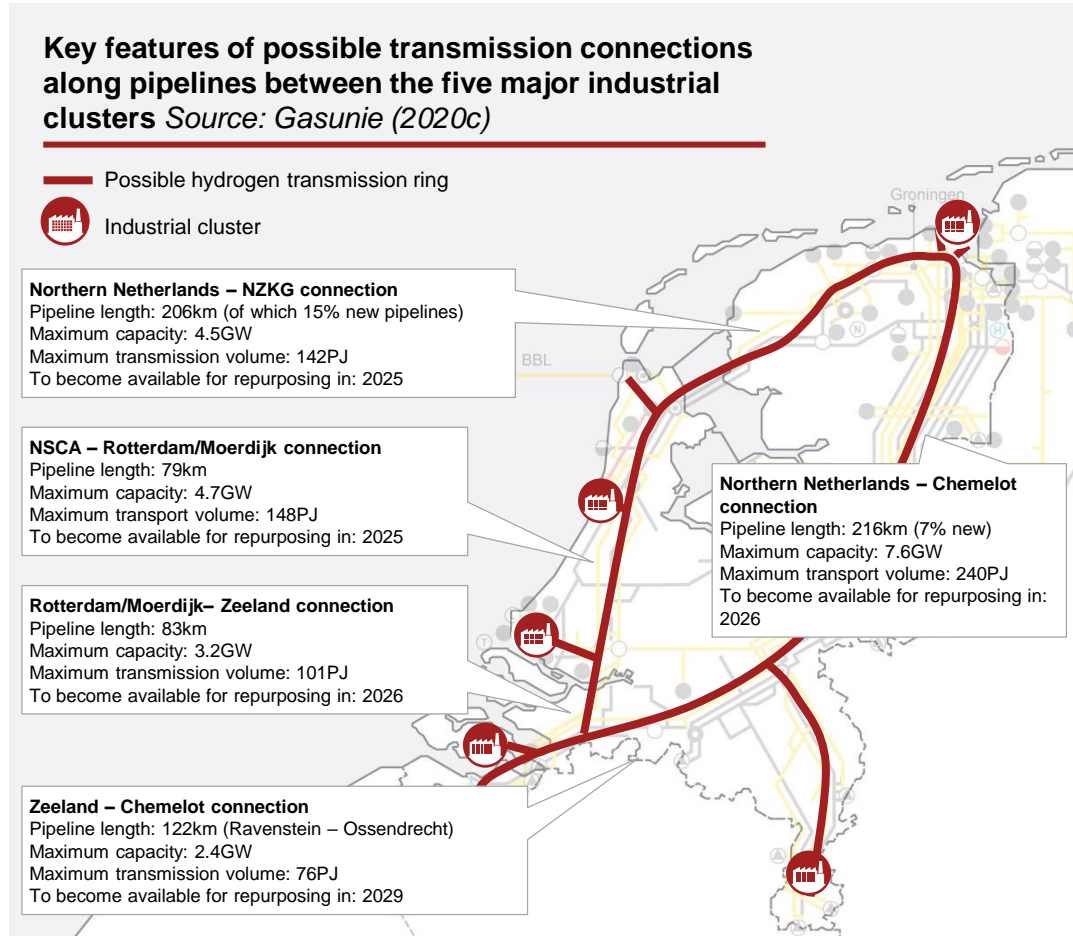 Key features of possible transmission connections
along pipelines between the five major industrial
clusters Source: Gasunie (2020c)
Possible hydrogen transmission ring
Industrial cluster
Groningen
Northern Netherlands – NZKG connection
Pipeline length: 206km (of which 15% new pipelines)
Maximum capacity: 4.5GW
Maximum transmission volume: 142PJ
To become available for repurposing in: 2025
N
H
BBL
NSCA – Rotterdam/Moerdijk connection
Pipeline length: 79km
Maximum capacity: 4.7GW
Maximum transport volume: 148PJ
To become available for repurposing in: 2025
Northern Netherlands – Chemelot
connection
Pipeline length: 216km (7% new)
Maximum capacity: 7.6GW
Maximum transport volume: 240PJ
To become available for repurposing in:
2026
Rotterdam/Moerdijk– Zeeland connection
Pipeline length: 83km
Maximum capacity: 3.2GW
Maximum transmission volume: 101PJ
To become available for repurposing in: 2026
T
Zeeland – Chemelot connection
Pipeline length: 122km (Ravenstein – Ossendrecht)
Maximum capacity: 2.4GW
Maximum transmission volume: 76PJ
To become available for repurposing in: 2029